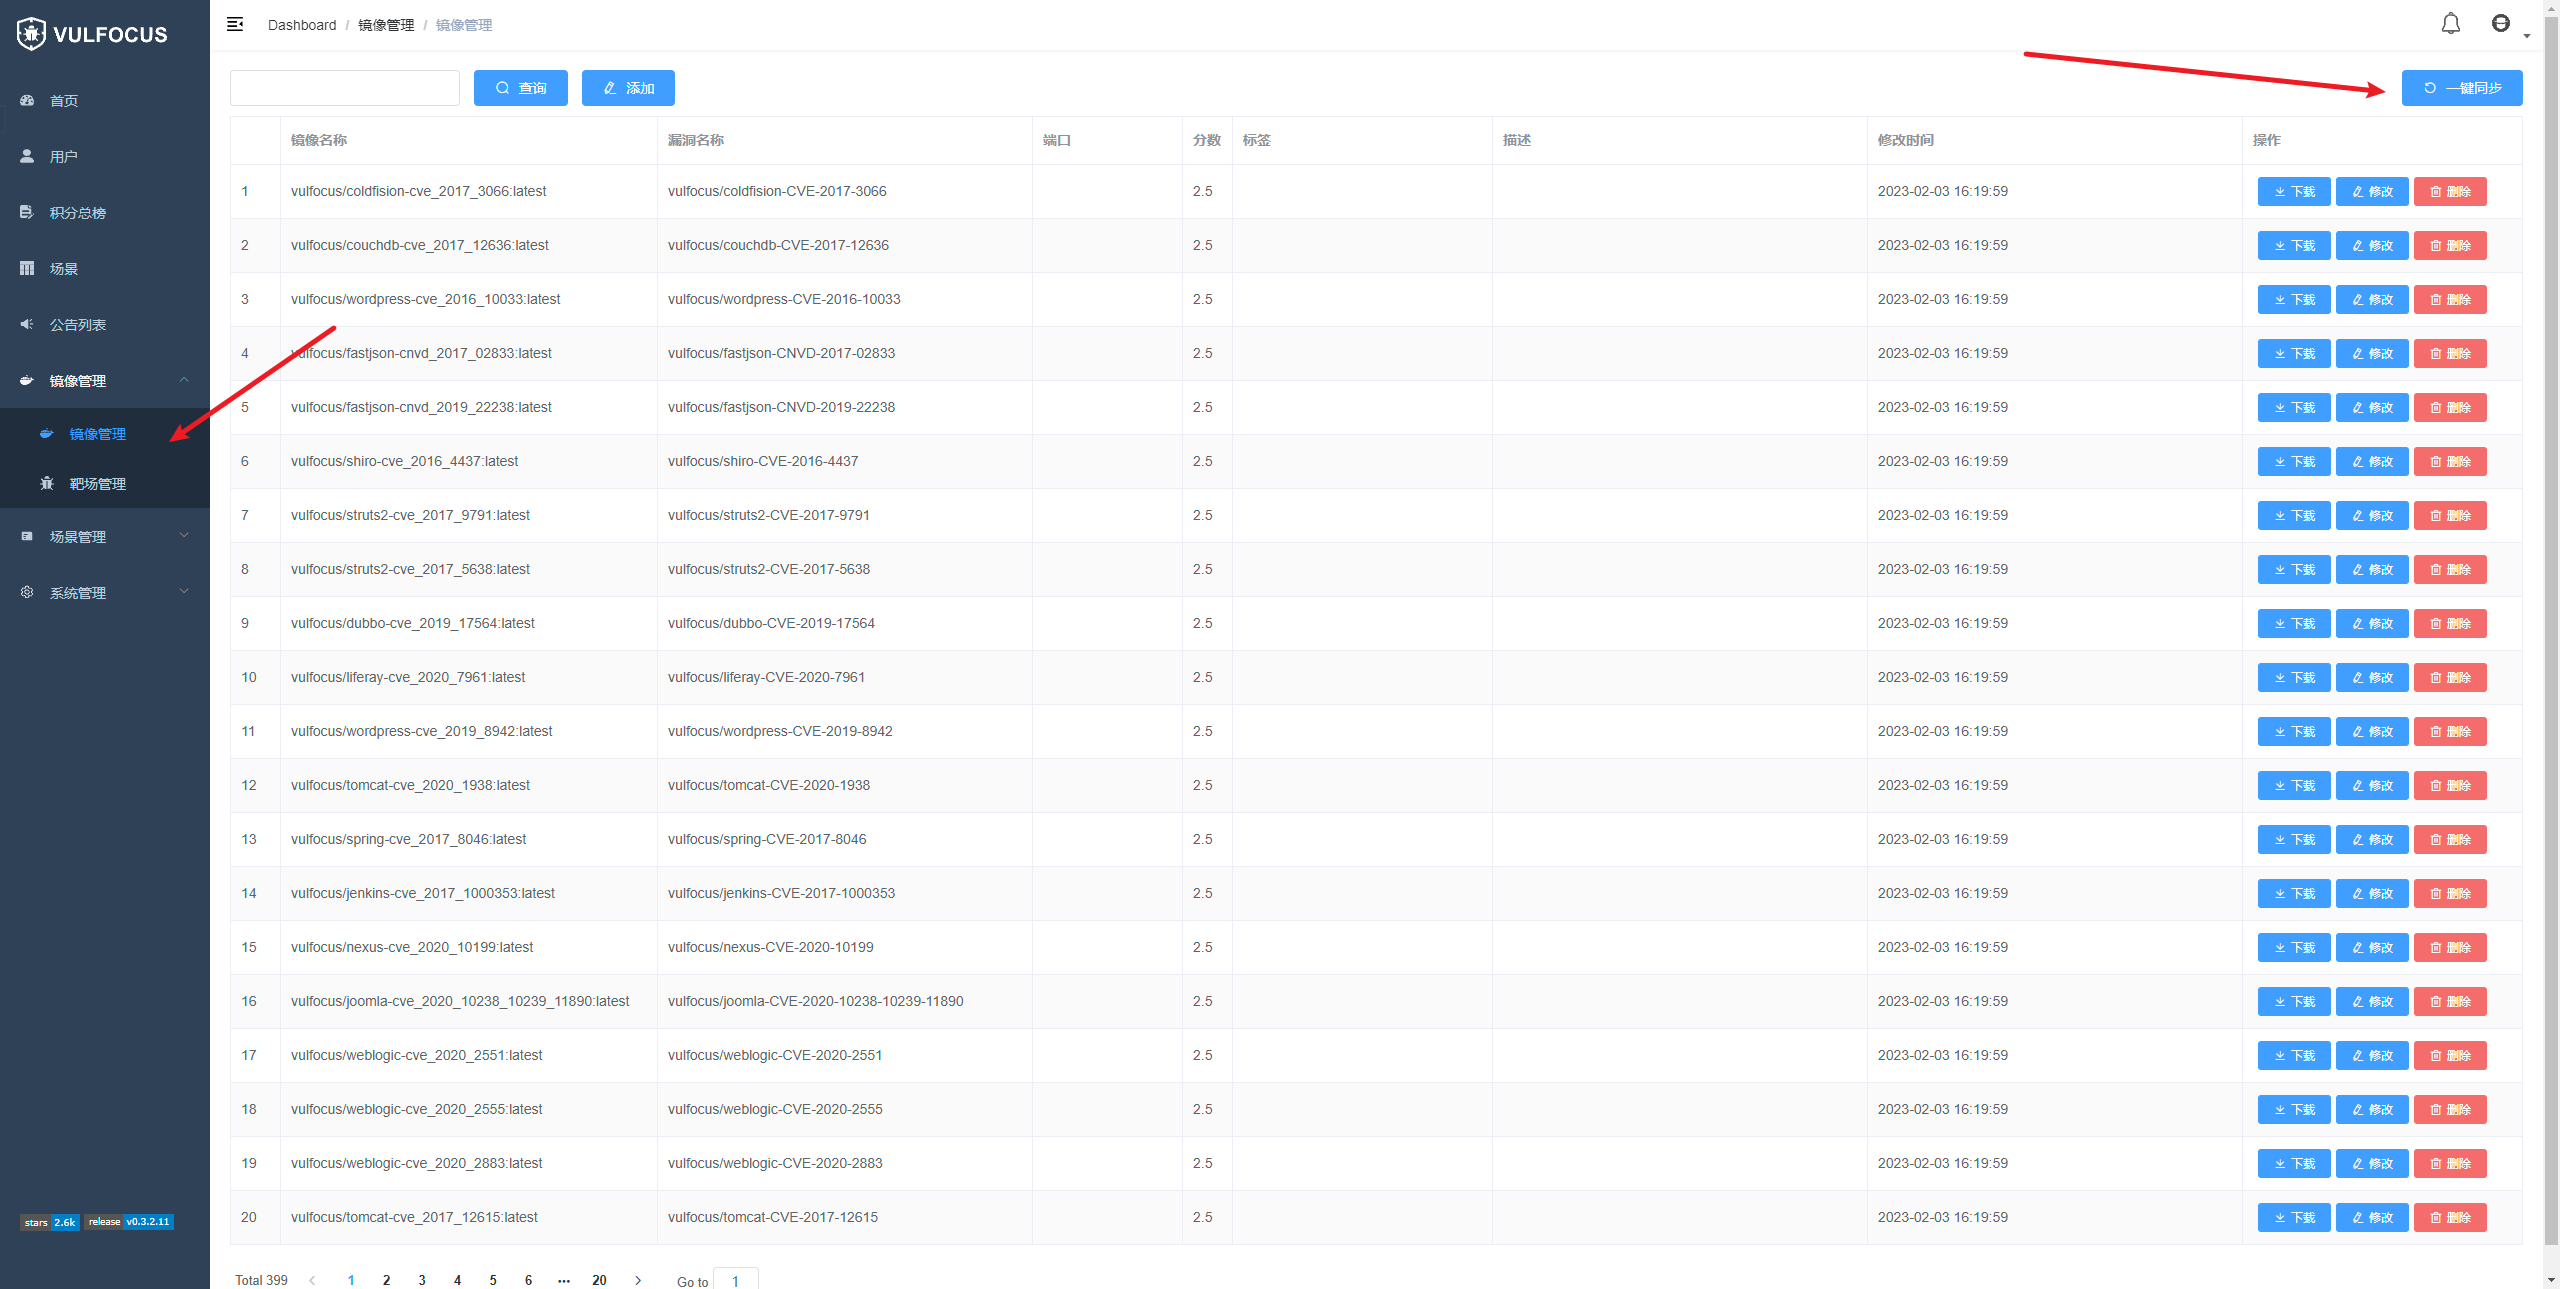 VULFOCUS
Dashboard / 镜像管理 / 镜像管理
首页
用户
积分总榜
场景
公告列表
镜像管理
镜像管理
靶场管理
场景管理
系统管理
stars 2.6k release v0.3.2.11
查询 添加 一键同步
镜像名称 漏洞名称 端口 分数 标签 描述 修改时间 操作
1 vulfocus/coldfision-cve_2017_3066:latest vulfocus/coldfision-CVE-2017-3066 2.5 2023-02-03 16:19:59 下载 修改 删除
2 vulfocus/couchdb-cve_2017_12636:latest vulfocus/couchdb-CVE-2017-12636 2.5 2023-02-03 16:19:59 下载 修改 删除
3 vulfocus/wordpress-cve_2016_10033:latest vulfocus/wordpress-CVE-2016-10033 2.5 2023-02-03 16:19:59 下载 修改 删除
4 vulfocus/fastjson-cnvd_2017_02833:latest vulfocus/fastjson-CNVD-2017-02833 2.5 2023-02-03 16:19:59 下载 修改 删除
5 vulfocus/fastjson-cnvd_2019_22238:latest vulfocus/fastjson-CNVD-2019-22238 2.5 2023-02-03 16:19:59 下载 修改 删除
6 vulfocus/shiro-cve_2016_4437:latest vulfocus/shiro-CVE-2016-4437 2.5 2023-02-03 16:19:59 下载 修改 删除
7 vulfocus/struts2-cve_2017_9791:latest vulfocus/struts2-CVE-2017-9791 2.5 2023-02-03 16:19:59 下载 修改 删除
8 vulfocus/struts2-cve_2017_5638:latest vulfocus/struts2-CVE-2017-5638 2.5 2023-02-03 16:19:59 下载 修改 删除
9 vulfocus/dubbo-cve_2019_17564:latest vulfocus/dubbo-CVE-2019-17564 2.5 2023-02-03 16:19:59 下载 修改 删除
10 vulfocus/liferay-cve_2020_7961:latest vulfocus/liferay-CVE-2020-7961 2.5 2023-02-03 16:19:59 下载 修改 删除
11 vulfocus/wordpress-cve_2019_8942:latest vulfocus/wordpress-CVE-2019-8942 2.5 2023-02-03 16:19:59 下载 修改 删除
12 vulfocus/tomcat-cve_2020_1938:latest vulfocus/tomcat-CVE-2020-1938 2.5 2023-02-03 16:19:59 下载 修改 删除
13 vulfocus/spring-cve_2017_8046:latest vulfocus/spring-CVE-2017-8046 2.5 2023-02-03 16:19:59 下载 修改 删除
14 vulfocus/jenkins-cve_2017_1000353:latest vulfocus/jenkins-CVE-2017-1000353 2.5 2023-02-03 16:19:59 下载 修改 删除
15 vulfocus/nexus-cve_2020_10199:latest vulfocus/nexus-CVE-2020-10199 2.5 2023-02-03 16:19:59 下载 修改 删除
16 vulfocus/joomla-cve_2020_10238_10239_11890:latest vulfocus/joomla-CVE-2020-10238-10239-11890 2.5 2023-02-03 16:19:59 下载 修改 删除
17 vulfocus/weblogic-cve_2020_2551:latest vulfocus/weblogic-CVE-2020-2551 2.5 2023-02-03 16:19:59 下载 修改 删除
18 vulfocus/weblogic-cve_2020_2555:latest vulfocus/weblogic-CVE-2020-2555 2.5 2023-02-03 16:19:59 下载 修改 删除
19 vulfocus/weblogic-cve_2020_2883:latest vulfocus/weblogic-CVE-2020-2883 2.5 2023-02-03 16:19:59 下载 修改 删除
20 vulfocus/tomcat-cve_2017_12615:latest vulfocus/tomcat-CVE-2017-12615 2.5 2023-02-03 16:19:59 下载 修改 删除
Total 399 1 2 3 4 5 6 ••• 20 Go to 1